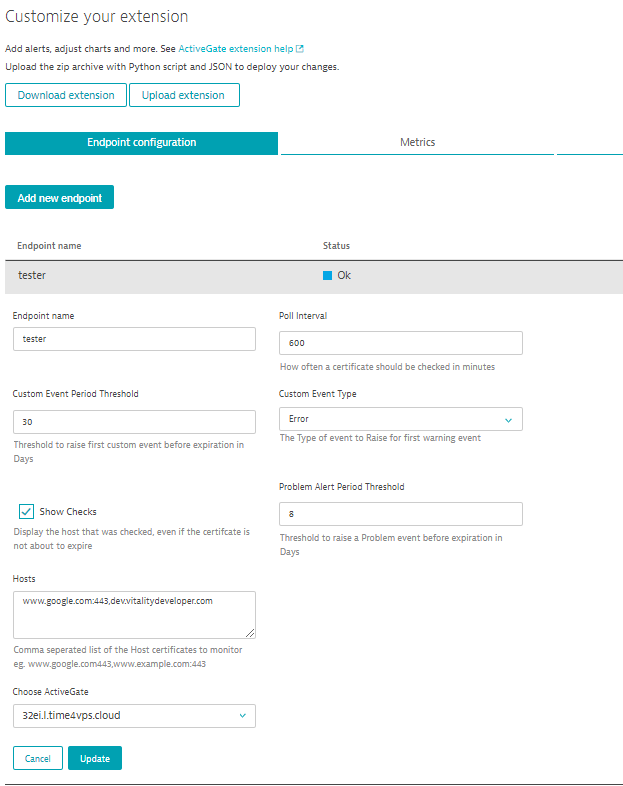 Customize your extension
Add alerts, adjust charts and more. See ActiveGate extension help
Upload the zip archive with Python script and JSON to deploy your changes.
Download extension Upload extension
Endpoint configuration Metrics
Add new endpoint
Endpoint name Status
tester Ok
Endpoint name Poll Interval
tester 600
How often a certificate should be checked in minutes
Custom Event Period Threshold Custom Event Type
30 Error
Threshold to raise first custom event before expiration in The Type of event to Raise for first warning event
Days
Problem Alert Period Threshold
Show Checks 8
Display the host that was checked, even if the certifcate is Threshold to raise a Problem event before expiration in
not about to expire Days
Hosts
www.google.com:443,dev.vitalitydeveloper.com
Comma seperated list of the Host certificates to monitor
eg. www.google.com443,www.example.com:443
Choose ActiveGate
32ei.l.time4vps.cloud
Cancel Update